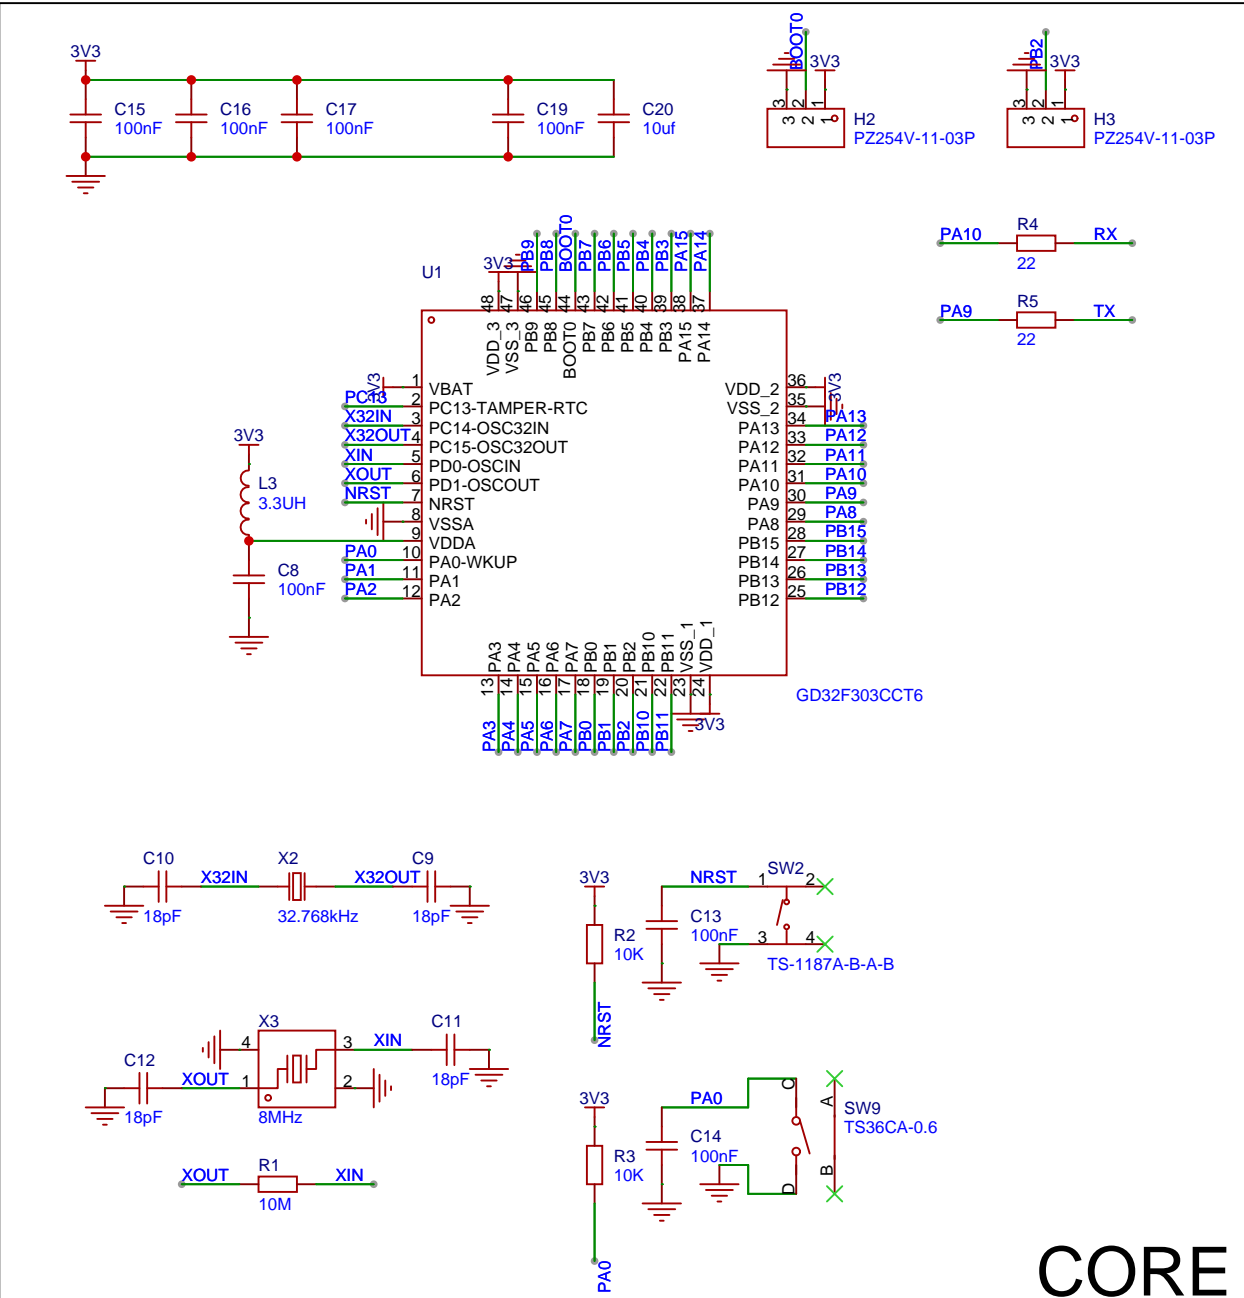 3V3
C15
100nF
C16
100nF
C17
100nF
C19
100nF
C20
10uf
BOOT0
3V3
3 2 1
3 2 1
H2
PZ254V-11-03P
PB2
3V3
3 2 1
3 2 1
H3
PZ254V-11-03P
PA10
R4
22
RX
PA9
R5
22
TX
U1
3V3
PB9
PB8
BOOT0
PB7
PB6
PB5
PB4
PB3
PA15
PA14
48 47 46 45 44 43 42 41 40 39 38 37
VDD_3
VSS_3
PB9
PB8
BOOT0
PB7
PB6
PB5
PB4
PB3
PA15
PA14
3V3
1 VBAT
PC13 2 PC13-TAMPER-RTC
X32IN 3 PC14-OSC32IN
X32OUT 4 PC15-OSC32OUT
XIN 5 PD0-OSCIN
XOUT 6 PD1-OSCOUT
NRST 7 NRST
8 VSSA
9 VDDA
PA0 10 PA0-WKUP
PA1 11 PA1
PA2 12 PA2
VDD_2 36 3V3
VSS_2 35
PA13 34 PA13
PA12 33 PA12
PA11 32 PA11
PA10 31 PA10
PA9 30 PA9
PA8 29 PA8
PB15 28 PB15
PB14 27 PB14
PB13 26 PB13
PB12 25 PB12
3V3
L3
3.3UH
C8
100nF
PA3
PA4
PA5
PA6
PA7
PB0
PB1
PB2
PB10
PB11
VSS_1
VDD_1
13 14 15 16 17 18 19 20 21 22 23 24
PA3
PA4
PA5
PA6
PA7
PB0
PB1
PB2
PB10
PB11
3V3
GD32F303CCT6
C10
18pF
X32IN
X2
32.768kHz
X32OUT
C9
18pF
3V3
R2
10K
NRST
NRST
C13
100nF
SW2
1 2
3 4
TS-1187A-B-A-B
X3
4 3
1 2
8MHz
XIN
C11
18pF
C12
18pF
XOUT
XOUT
R1
10M
XIN
3V3
R3
10K
PA0
PA0
C14
100nF
C
D
A
B
SW9
TS36CA-0.6
CORE